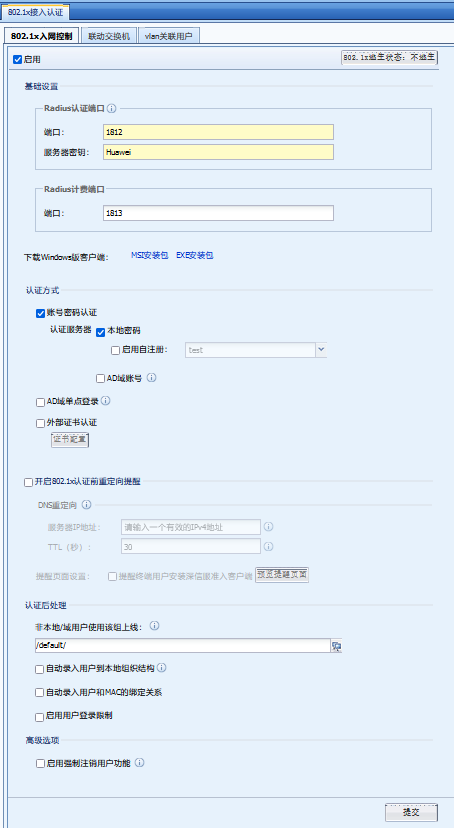 802.1x接入认证
802.1x入网控制 联动交换机 vlan关联用户
启用 802.1x逃生状态：不逃生
基础设置
Radius认证端口
端口： 1812
服务器密钥： Huawei
Radius计费端口
端口： 1813
下载Windows版客户端： MSI安装包 EXE安装包
认证方式
账号密码认证
认证服务器 本地密码
启用自注册： test
AD域账号
AD域单点登录
外部证书认证
证书配置
开启802.1x认证前重定向提醒
DNS重定向
服务器IP地址： 请输入一个有效的IPv4地址
TTL（秒）： 30
提醒页面设置： 提醒终端用户安装深信服准入客户端 预览提醒页面
认证后处理
非本地/域用户使用该组上线：
/default/
自动录入用户到本地组织结构
自动录入用户和MAC的绑定关系
启用用户登录限制
高级选项
启用强制注销用户功能
提交